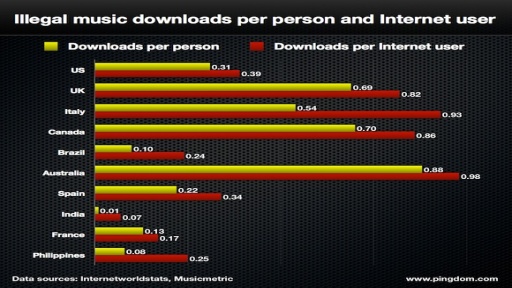 Illegal music downloads per person and Internet user
Downloads per person Downloads per Internet user
US 0.31 0.39
UK 0.69 0.82
Italy 0.54 0.93
Canada 0.70 0.86
Brazil 0.10 0.24
Australia 0.88 0.98
Spain 0.22 0.34
India 0.01 0.07
France 0.13 0.17
Philippines 0.08 0.25
Data sources: Internetworldstats, Musicmetric www.pingdom.com